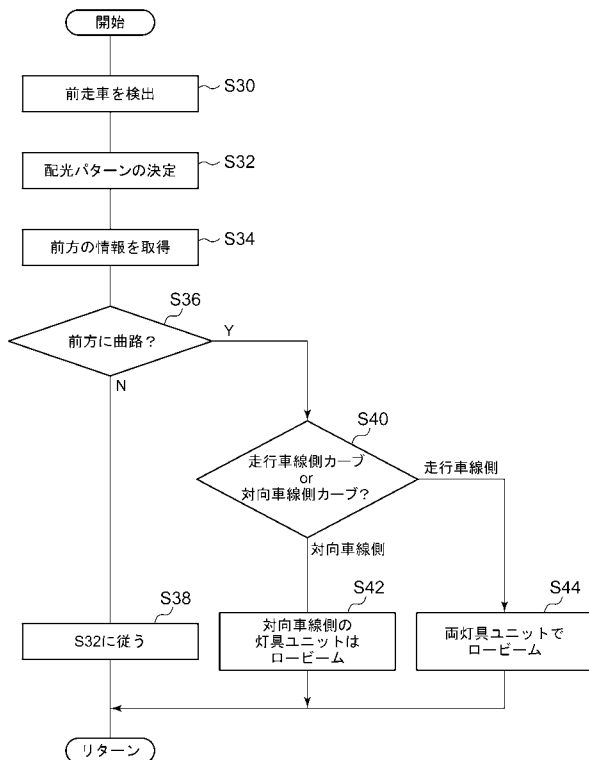 開始
前走車を検出
S30
配光パターンの決定
S32
前方の情報を取得
S34
S36
前方に曲路？
Y
N
S40
走行車線側カーブ
or
対向車線側カーブ？
走行車線側
対向車線側
S38
S32に従う
S42
対向車線側の
灯具ユニットは
ロービーム
S44
両灯具ユニットで
ロービーム
リターン